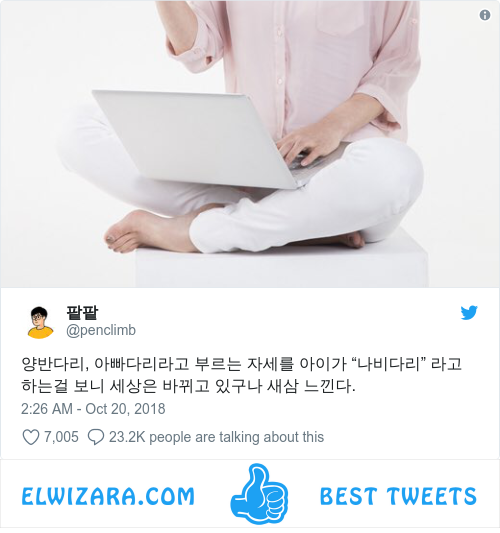 팔팔
@penclimb
양반다리, 아빠다리라고 부르는 자세를 아이가 “나비다리” 라고
하는걸 보니 세상은 바뀌고 있구나 새삼 느낀다.
2:26 AM - Oct 20, 2018
7,005 23.2K people are talking about this
ELWIZARA.COM BEST TWEETS